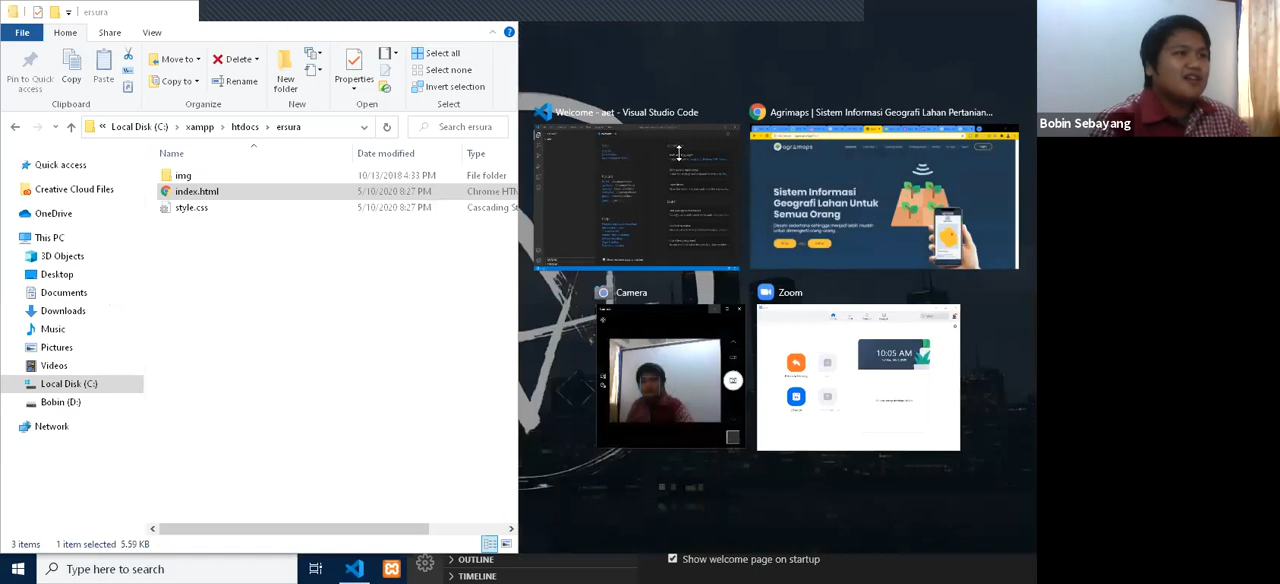 ersura
File
Home
Share
View
Pin to Quick access
Copy
Paste
Move to
Copy to
Delete
Rename
New folder
Properties
Select all
Select none
Invert selection
Clipboard
Organize
New
Open
Select
« Local Disk (C:) > xampp > htdocs > ersura
Search ersura
Name
Date modified
Type
img 10/13/2018 4:33 PM File folder
index.html 5/10/2020 8:27 PM Chrome HTM
style.css 5/10/2020 8:27 PM Cascading St
Quick access
Creative Cloud Files
OneDrive
This PC
3D Objects
Desktop
Documents
Downloads
Music
Pictures
Videos
Local Disk (C:)
Bobin (D:)
Network
3 items 1 item selected 5.59 KB
Type here to search
Welcome - aet - Visual Studio Code
Agrimaps | Sistem Informasi Geografi Lahan Pertanian...
agrimaps
Sistem Informasi
Geografi Lahan Untuk
Semua Orang
Camera
Zoom
10:05 AM
OUTLINE
TIMELINE
Show welcome page on startup
Bobin Sebayang